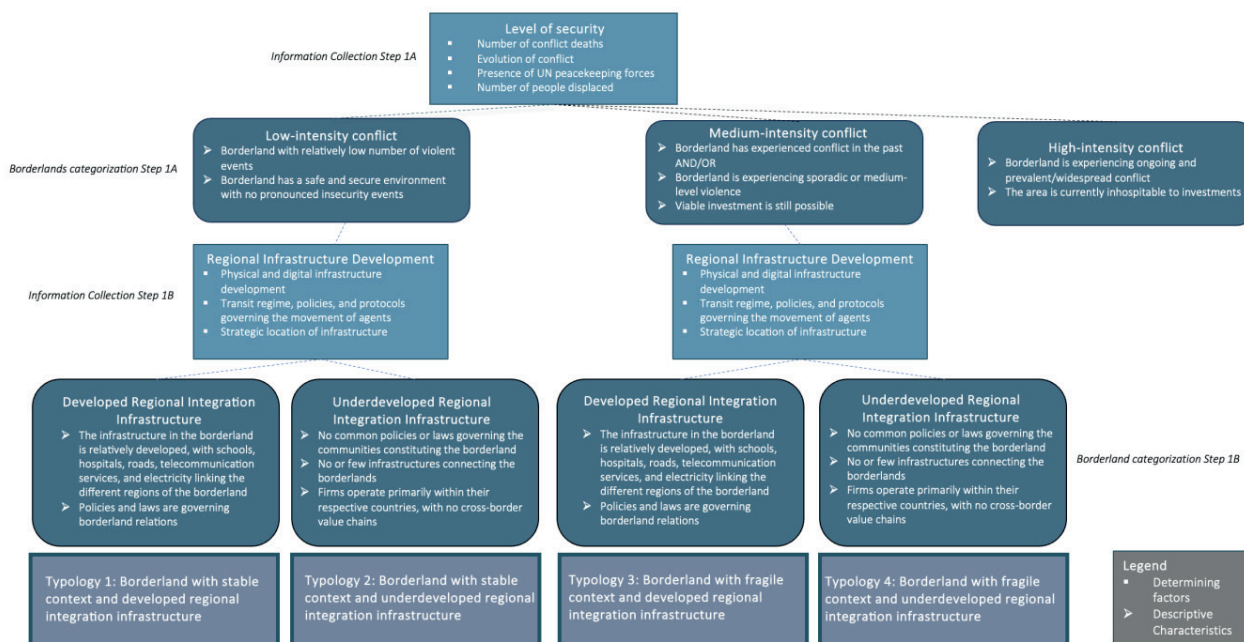 Level of security
Information Collection Step 1A
▪ Number of conflict deaths
▪ Evolution of conflict
▪ Presence of UN peacekeeping forces
▪ Number of people displaced
Borderlands categorization Step 1A
Low-intensity conflict
➢ Borderland with relatively low number of violent
events
➢ Borderland has a safe and secure environment
with no pronounced insecurity events
Medium-intensity conflict
➢ Borderland has experienced conflict in the past
AND/OR
➢ Borderland is experiencing sporadic or medium-
level violence
➢ Viable investment is still possible
High-intensity conflict
➢ Borderland is experiencing ongoing and
prevalent/widespread conflict
➢ The area is currently inhospitable to investments
Information Collection Step 1B
Regional Infrastructure Development
▪ Physical and digital infrastructure
development
▪ Transit regime, policies, and protocols
governing the movement of agents
▪ Strategic location of infrastructure
Regional Infrastructure Development
▪ Physical and digital infrastructure
development
▪ Transit regime, policies, and protocols
governing the movement of agents
▪ Strategic location of infrastructure
Developed Regional Integration
Infrastructure
➢ The infrastructure in the borderland
is relatively developed, with schools,
hospitals, roads, telecommunication
services, and electricity linking the
different regions of the borderland
➢ Policies and laws are governing
borderland relations
Underdeveloped Regional
Integration Infrastructure
➢ No common policies or laws governing the
communities constituting the borderland
➢ No or few infrastructures connecting the
borderlands
➢ Firms operate primarily within their
respective countries, with no cross-border
value chains
Developed Regional Integration
Infrastructure
➢ The infrastructure in the borderland
is relatively developed, with schools,
hospitals, roads, telecommunication
services, and electricity linking the
different regions of the borderland
➢ Policies and laws are governing
borderland relations
Underdeveloped Regional
Integration Infrastructure
➢ No common policies or laws governing the
communities constituting the borderland
➢ No or few infrastructures connecting the
borderlands
➢ Firms operate primarily within their
respective countries, with no cross-border
value chains
Borderland categorization Step 1B
Typology 1: Borderland with stable
context and developed regional
integration infrastructure
Typology 2: Borderland with stable
context and underdeveloped regional
integration infrastructure
Typology 3: Borderland with fragile
context and developed regional
integration infrastructure
Typology 4: Borderland with fragile
context and underdeveloped regional
integration infrastructure
Legend
▪ Determining
factors
➢ Descriptive
Characteristics